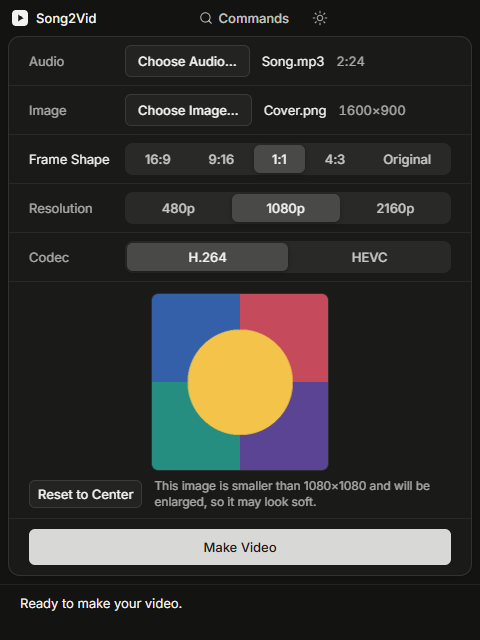 Song2Vid
Commands
Audio
Choose Audio...
Song.mp3
2:24
Image
Choose Image...
Cover.png
1600×900
Frame Shape
16:9
9:16
1:1
4:3
Original
Resolution
480p
1080p
2160p
Codec
H.264
HEVC
Reset to Center
This image is smaller than 1080×1080 and will be
enlarged, so it may look soft.
Make Video
Ready to make your video.